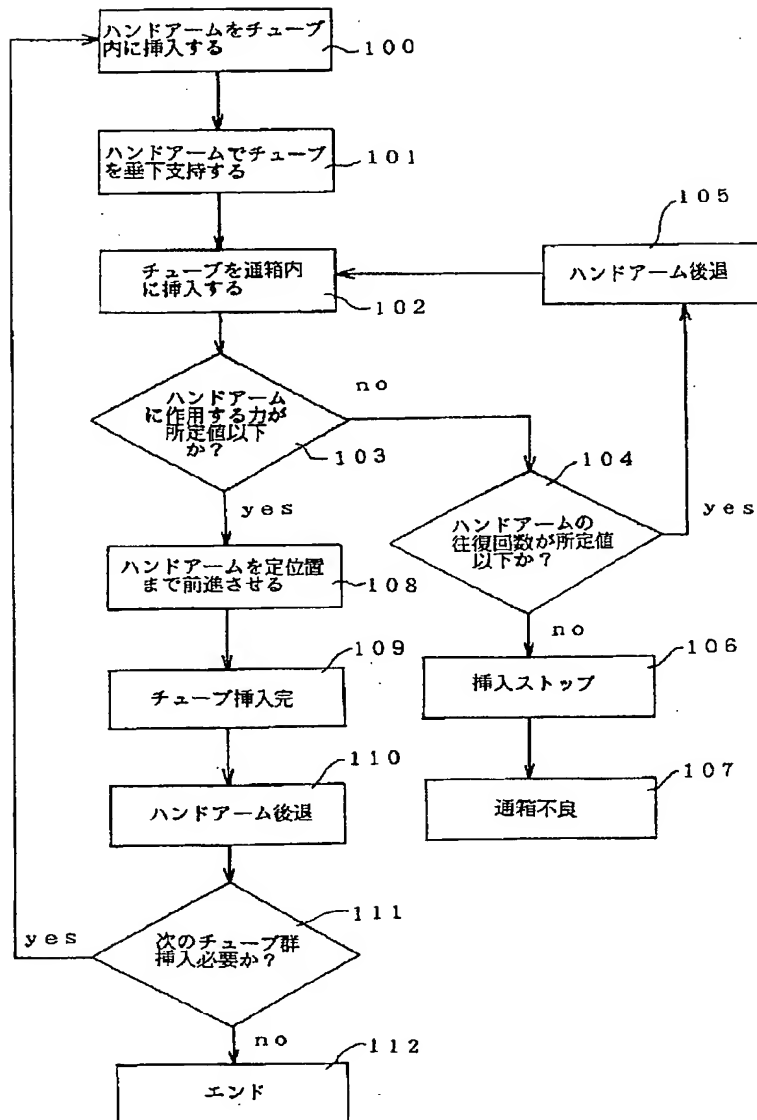 ハンドアームをチューブ
内に挿入する
100
ハンドアームでチューブ
を垂下支持する
101
チューブを通箱内
に挿入する
102
105
ハンドアーム後退
ハンドアーム
に作用する力が
所定値以下
か?
103
no
yes
104
ハンドアームの
往復回数が所定値
以下か?
yes
no
ハンドアームを定位置
まで前進させる
108
109
チューブ挿入完
106
挿入ストップ
110
ハンドアーム後退
107
通箱不良
111
次のチューブ群
挿入必要か?
yes
no
112
エンド